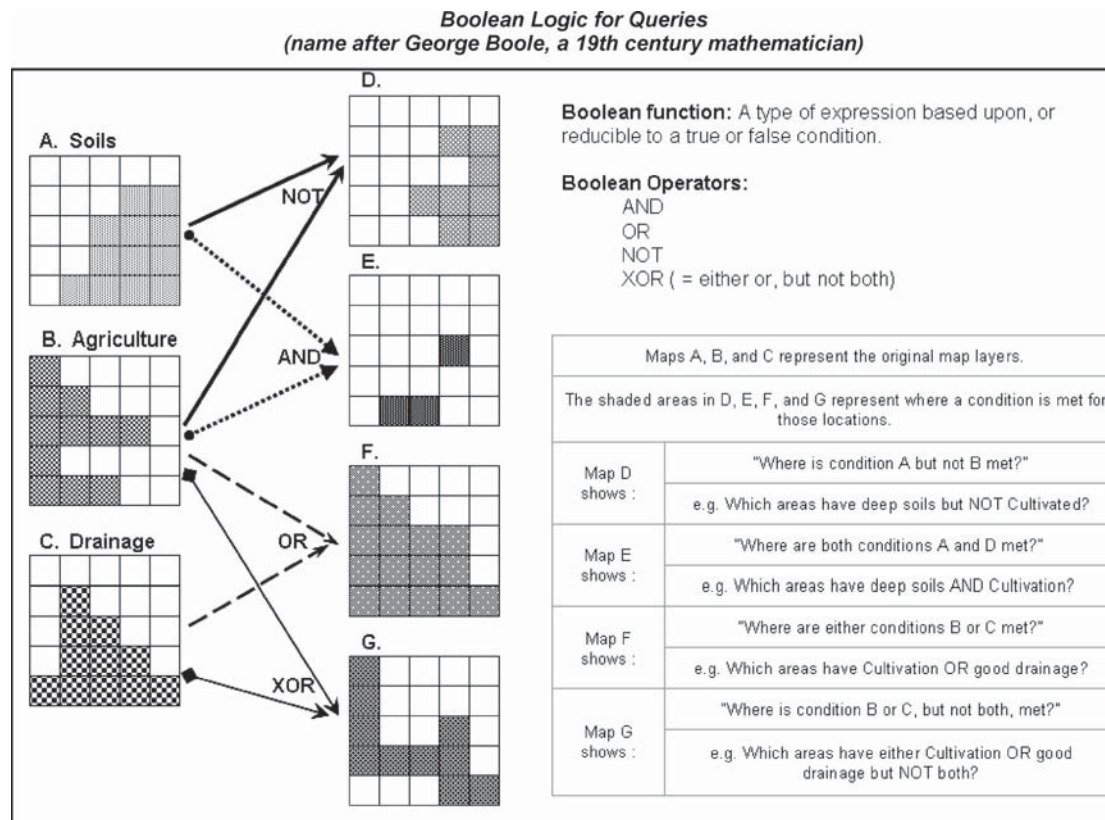 Boolean Logic for Queries
(name after George Boole, a 19th century mathematician)
D.
A. Soils
NOT
E.
B. Agriculture
AND
F.
C. Drainage
OR
G.
XOR
Boolean function: A type of expression based upon, or
reducible to a true or false condition.
Boolean Operators:
AND
OR
NOT
XOR ( = either or, but not both)
Maps A, B, and C represent the original map layers.
The shaded areas in D, E, F, and G represent where a condition is met for
those locations.
Map D
shows :
"Where is condition A but not B met?"
e.g. Which areas have deep soils but NOT Cultivated?
Map E
shows :
"Where are both conditions A and D met?"
e.g. Which areas have deep soils AND Cultivation?
Map F
shows :
"Where are either conditions B or C met?"
e.g. Which areas have Cultivation OR good drainage?
Map G
shows :
"Where is condition B or C, but not both, met?"
e.g. Which areas have either Cultivation OR good
drainage but NOT both?